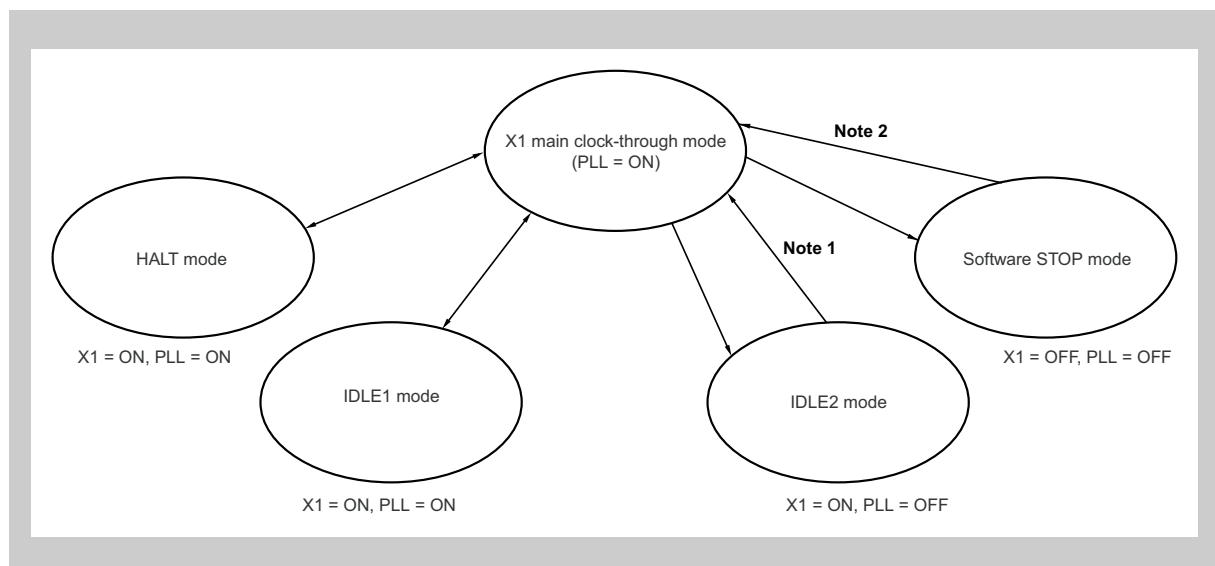 X1 main clock-through mode
(PLL = ON)
Note 2
Note 1
HALT mode
Software STOP mode
X1 = ON, PLL = ON
X1 = OFF, PLL = OFF
IDLE1 mode
IDLE2 mode
X1 = ON, PLL = ON
X1 = ON, PLL = OFF